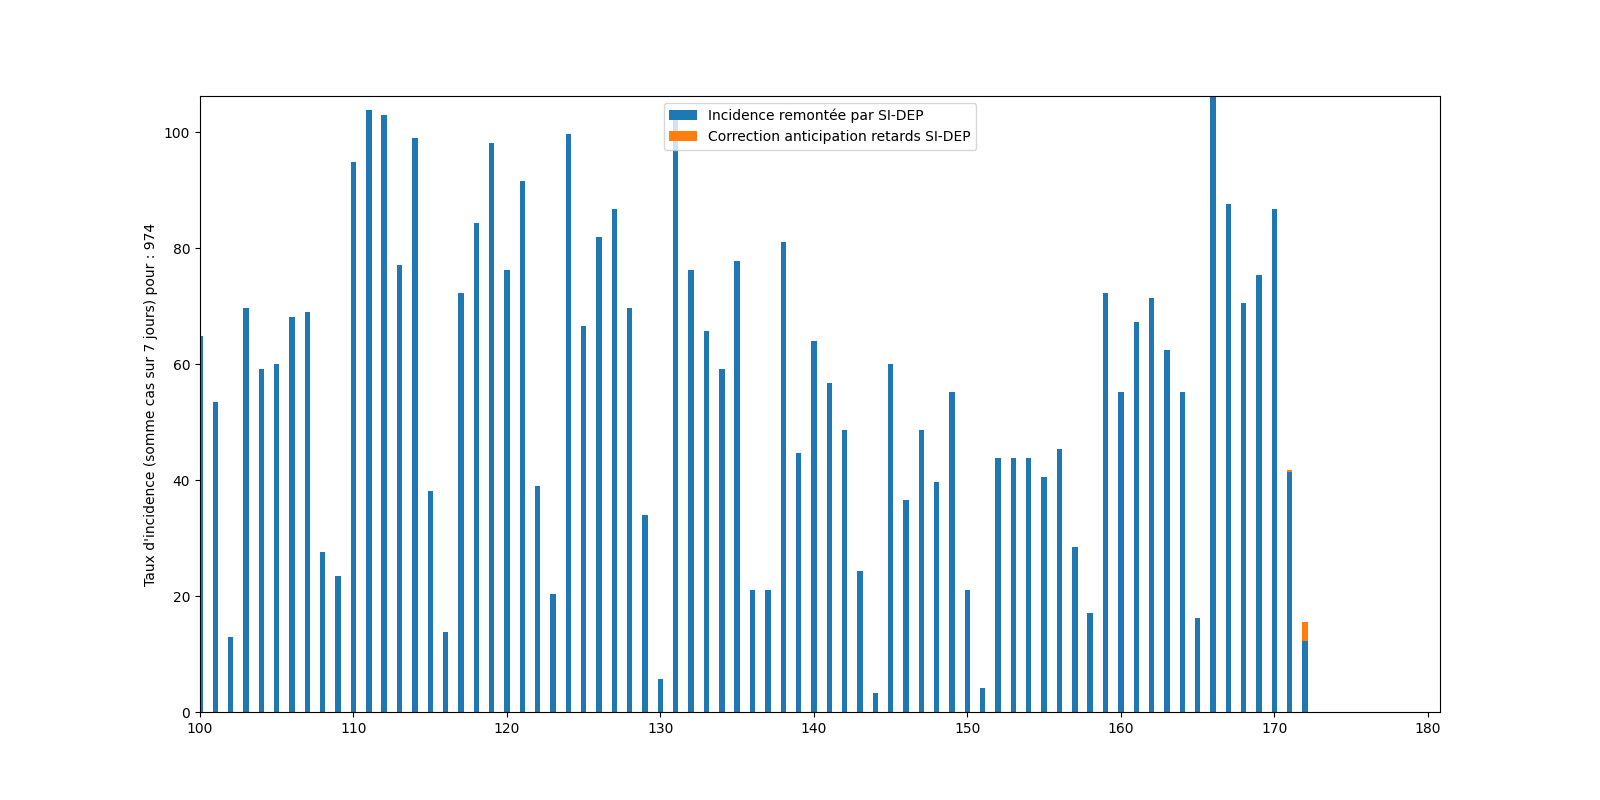 Incidence remontée par SI-DEP
Correction anticipation retards SI-DEP
Taux d'incidence (somme cas sur 7 jours) pour : 974
100
80
60
40
20
0
100 110 120 130 140 150 160 170 180